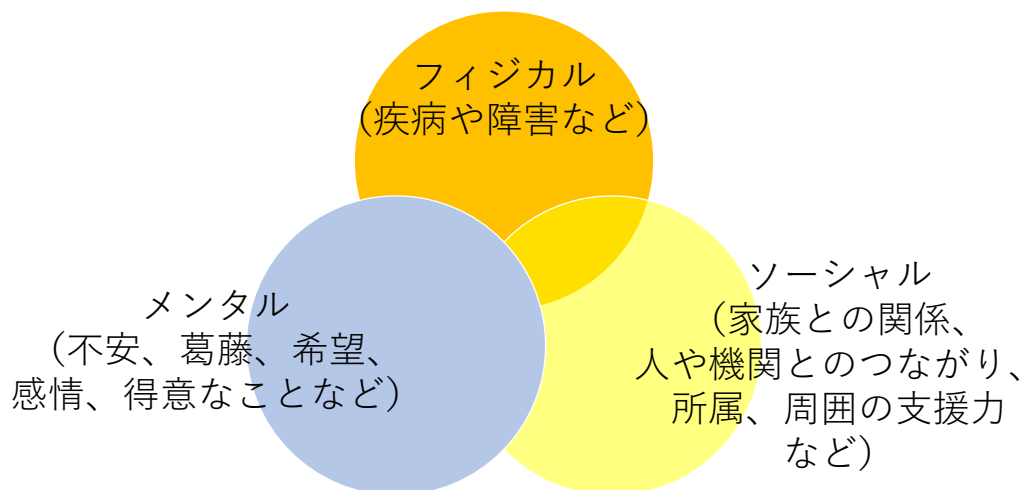 フィジカル
（疾病や障害など）
メンタル
（不安、葛藤、希望、
感情、得意なことなど）
ソーシャル
（家族との関係、
人や機関とのつながり、
所属、周囲の支援力
など）